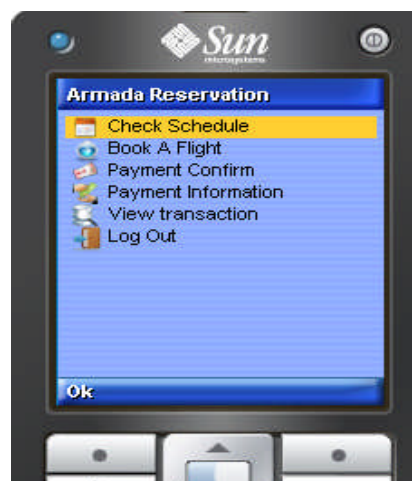 Sun
microsystems
Armada Reservation
Check Schedule
Book A Flight
Payment Confirm
Payment Information
View transaction
Log Out
Ok